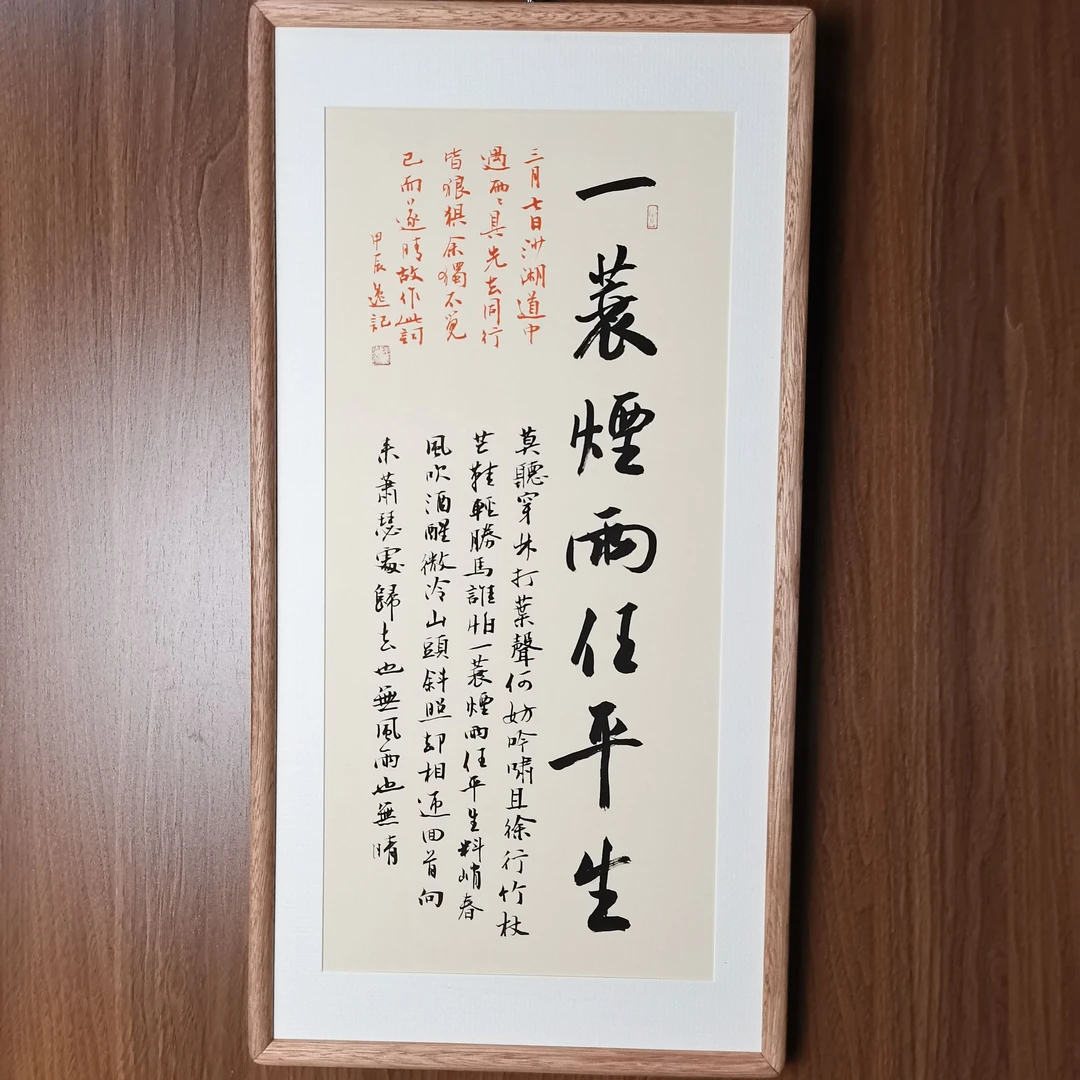 一蓑煙雨任平生
三月七日沙湖道中
遇雨〻具先去同行
皆狼狽余獨不覺
已而遂晴故作此詞
甲辰逸記
莫聽穿林打葉聲何妨吟嘯且徐行竹杖
芒鞋輕勝馬誰怕一蓑煙雨任平生料峭春
風吹酒醒微冷山頭斜照却相迎回首向
来蕭瑟處歸去也無風雨也無晴